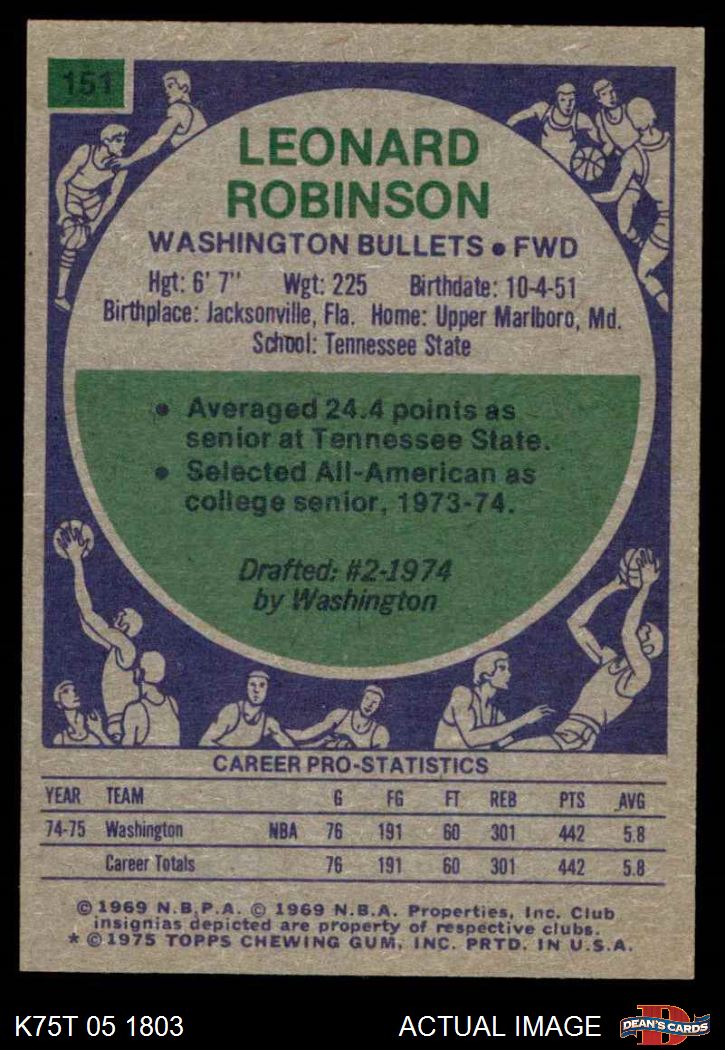 151
LEONARD
ROBINSON
WASHINGTON BULLETS • FWD
Hgt: 6' 7" Wgt: 225 Birthdate: 10-4-51
Birthplace: Jacksonville, Fla. Home: Upper Marlboro, Md.
School: Tennessee State
• Averaged 24.4 points as
senior at Tennessee State.
• Selected All-American as
college senior, 1973-74.
Drafted: #2-1974
by Washington
CAREER PRO-STATISTICS
YEAR TEAM G FG FT REB PTS AVG
74-75 Washington NBA 76 191 60 301 442 5.8
Career Totals 76 191 60 301 442 5.8
© 1969 N.B.P.A. © 1969 N.B.A. Properties, Inc. Club
insignias depicted are property of respective clubs.
* © 1975 TOPPS CHEWING GUM, INC. PRTD. IN U.S.A.
K75T 05 1803 ACTUAL IMAGE D DEAN'S CARDS